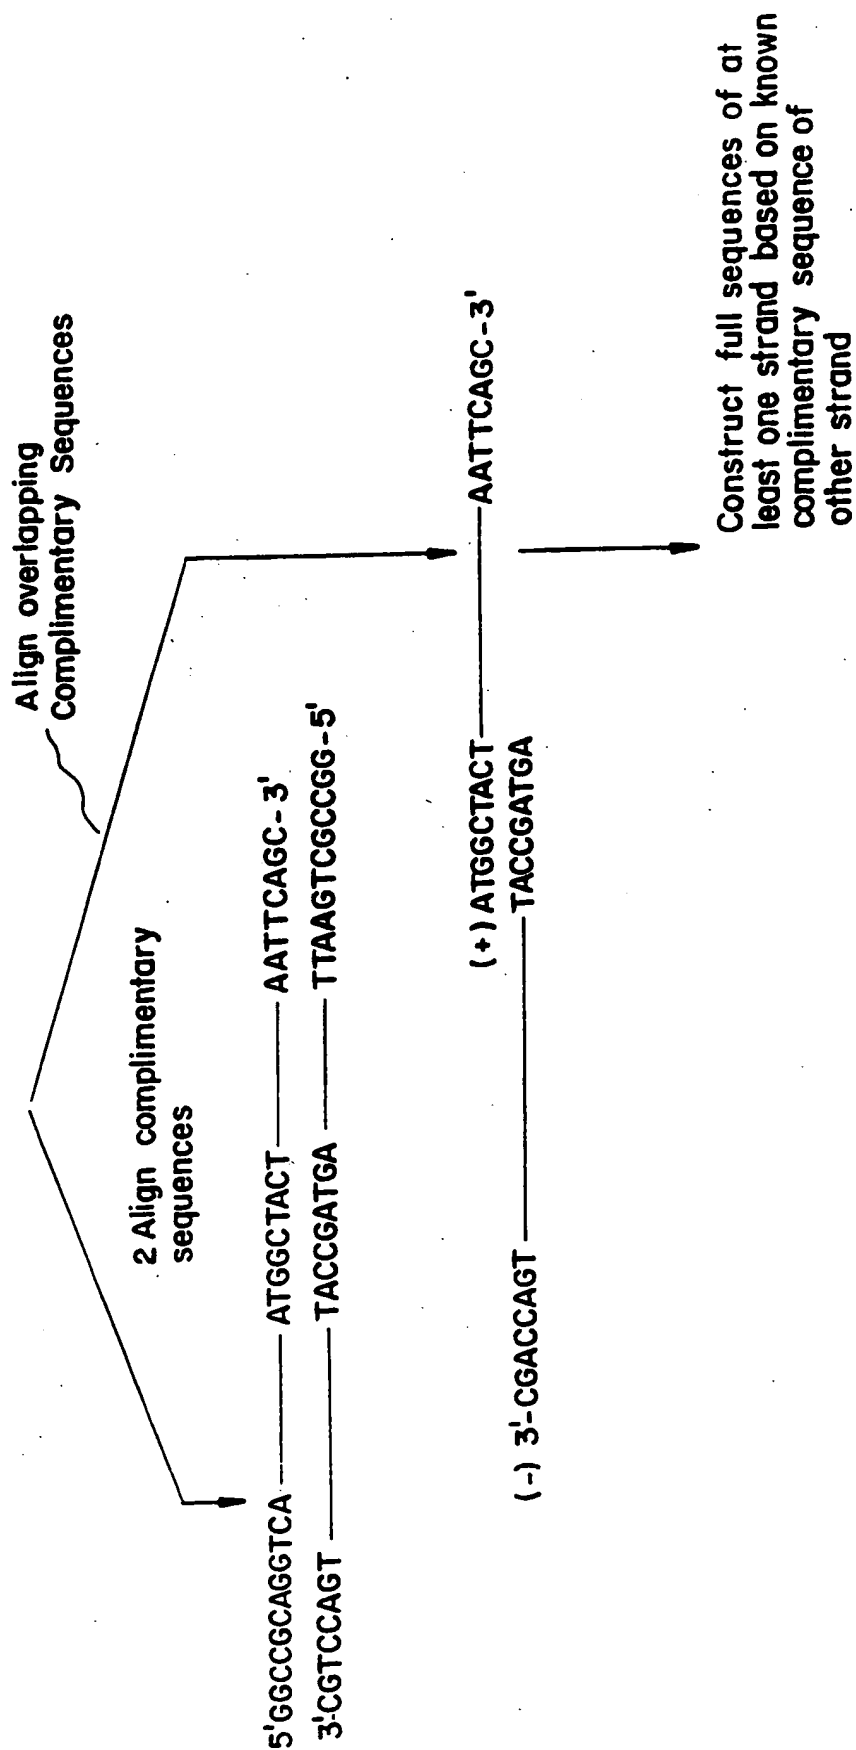 Align overlapping
Complimentary Sequences
2 Align complimentary
sequences
5'GGCCGCAGGTCA ATGGCTACT AATTCAGC-3'
3'-CGTCCAGT TACCGATGA TTAAGTCGCCGG-5'
(+) ATGGCTACT AATTCAGC-3'
(-) 3'-CGACCAGT TACCGATGA
Construct full sequences of at
least one strand based on known
complimentary sequence of
other strand